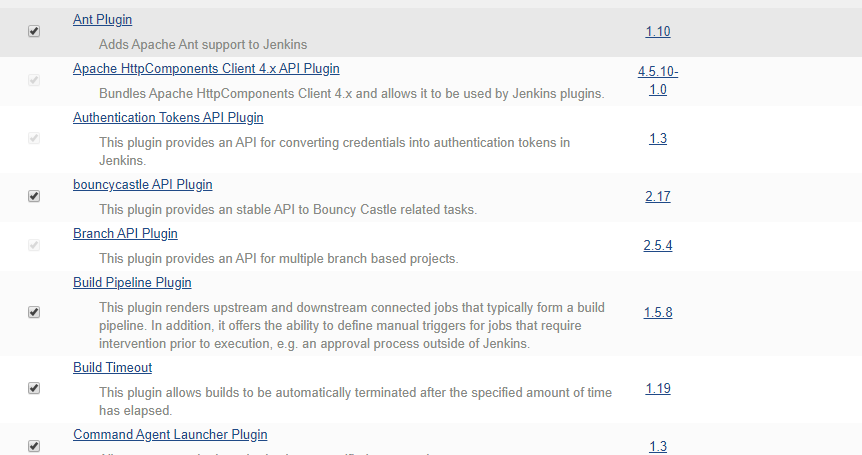 Ant Plugin
Adds Apache Ant support to Jenkins
1.10
Apache HttpComponents Client 4.x API Plugin
Bundles Apache HttpComponents Client 4.x and allows it to be used by Jenkins plugins.
4.5.10-
1.0
Authentication Tokens API Plugin
This plugin provides an API for converting credentials into authentication tokens in
Jenkins.
1.3
bouncycastle API Plugin
This plugin provides an stable API to Bouncy Castle related tasks.
2.17
Branch API Plugin
This plugin provides an API for multiple branch based projects.
2.5.4
Build Pipeline Plugin
This plugin renders upstream and downstream connected jobs that typically form a build
pipeline. In addition, it offers the ability to define manual triggers for jobs that require
intervention prior to execution, e.g. an approval process outside of Jenkins.
1.5.8
Build Timeout
This plugin allows builds to be automatically terminated after the specified amount of time
has elapsed.
1.19
Command Agent Launcher Plugin
1.3